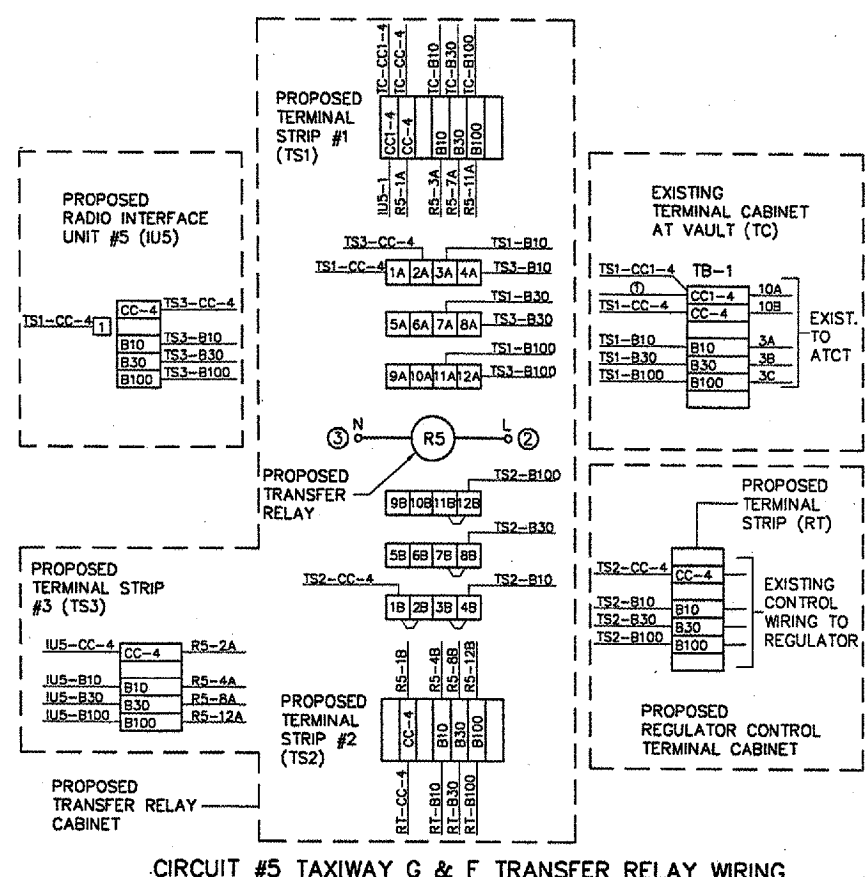 TC-CC1-4
TC-CC-4
TC-B10
TC-B30
TC-B100
PROPOSED
TERMINAL
STRIP #1
(TS1)
CC1-4
CC-4
B10
B30
B100
IU5-1
R5-1A
R5-3A
R5-7A
R5-11A
PROPOSED
RADIO INTERFACE
UNIT #5 (IU5)
TS1-CC-4
1
CC-4
TS3-CC-4
B10
TS3-B10
B30
TS3-B30
B100
TS3-B100
TS3-CC-4
TS1-B10
TS1-CC-4
1A 2A 3A 4A
TS3-B10
TS1-B30
5A 6A 7A 8A
TS3-B30
TS1-B100
9A 10A 11A 12A
TS3-B100
3 N
R5
L 2
PROPOSED
TRANSFER
RELAY
TS2-B100
9B 10B 11B 12B
TS2-B30
5B 6B 7B 8B
TS2-CC-4
TS2-B10
1B 2B 3B 4B
EXISTING
TERMINAL CABINET
AT VAULT (TC)
TS1-CC1-4
TB-1
1
CC1-4
10A
TS1-CC-4
CC-4
10B
TS1-B10
B10
3A
TS1-B30
B30
3B
TS1-B100
B100
3C
EXIST.
TO
ATCT
PROPOSED
TERMINAL
STRIP (RT)
TS2-CC-4
CC-4
TS2-B10
B10
TS2-B30
B30
TS2-B100
B100
EXISTING
CONTROL
WIRING TO
REGULATOR
PROPOSED
REGULATOR CONTROL
TERMINAL CABINET
PROPOSED
TERMINAL STRIP
#3 (TS3)
IU5-CC-4
CC-4
R5-2A
IU5-B10
B10
R5-4A
IU5-B30
B30
R5-8A
IU5-B100
B100
R5-12A
R5-1B
R5-4B
R5-8B
R5-12B
PROPOSED
TERMINAL
STRIP #2
(TS2)
CC-4
B10
B30
B100
RT-CC-4
RT-B10
RT-B30
RT-B100
PROPOSED
TRANSFER RELAY
CABINET
CIRCUIT #5 TAXIWAY G & F TRANSFER RELAY WIRING